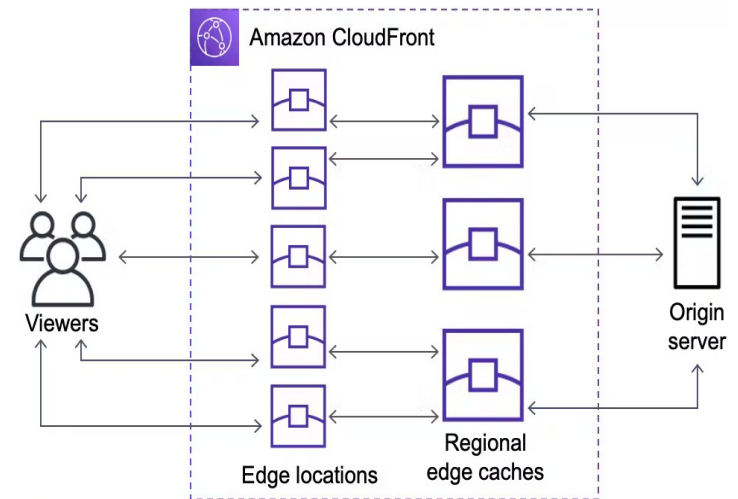 Amazon CloudFront
Viewers
Edge locations
Regional
edge caches
Origin
server